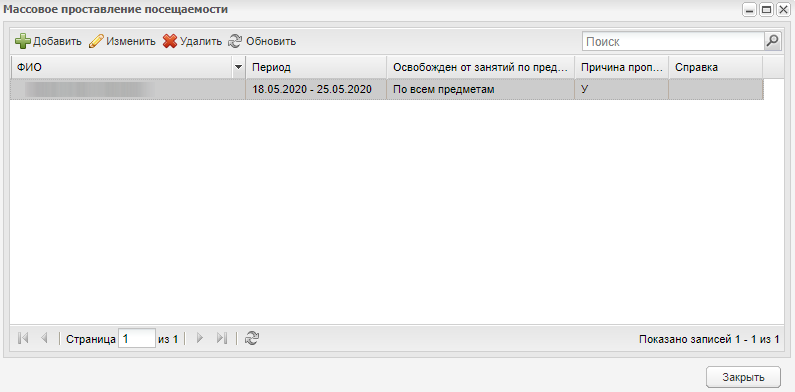 Массовое проставление посещаемости
Добавить Изменить Удалить Обновить Поиск
ФИО Период Освобожден от занятий по пред... Причина проп... Справка
18.05.2020 - 25.05.2020 По всем предметам У
Страница 1 из 1 Показано записей 1 - 1 из 1
Закрыть